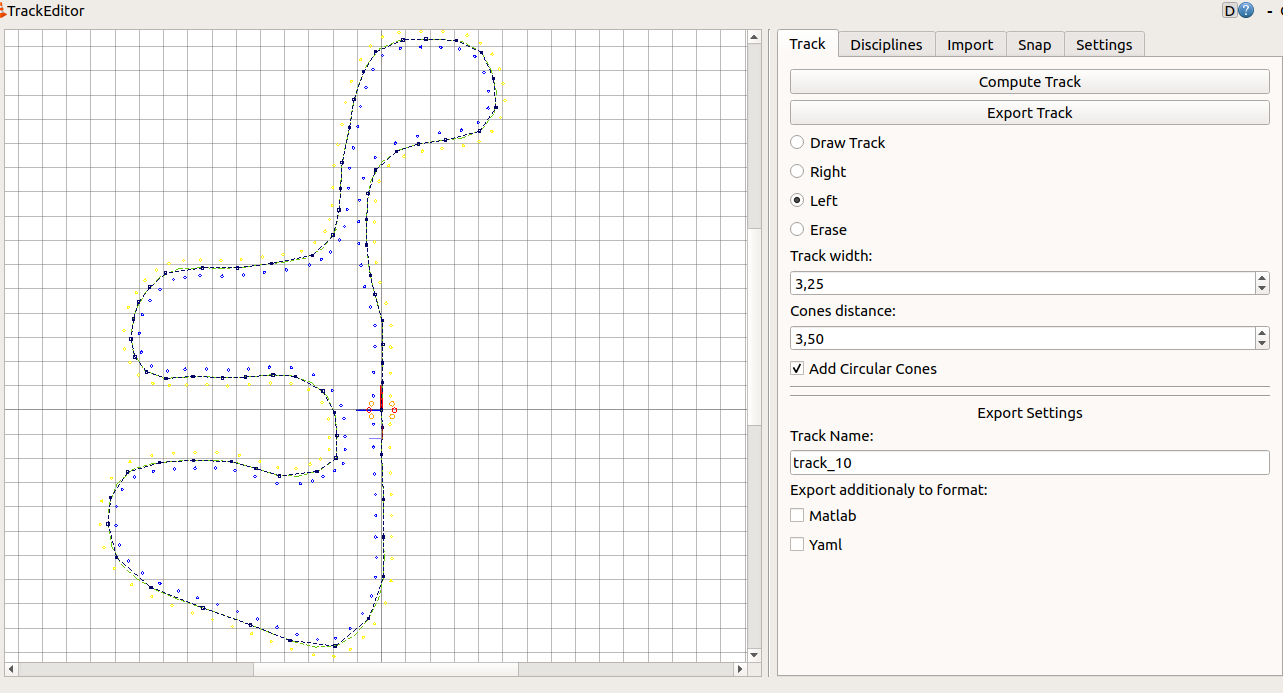 TrackEditor
D ? -
Track Disciplines Import Snap Settings
Compute Track
Export Track
Draw Track
Right
Left
Erase
Track width:
3,25
Cones distance:
3,50
Add Circular Cones
Export Settings
Track Name:
track_10
Export additionaly to format:
Matlab
Yaml